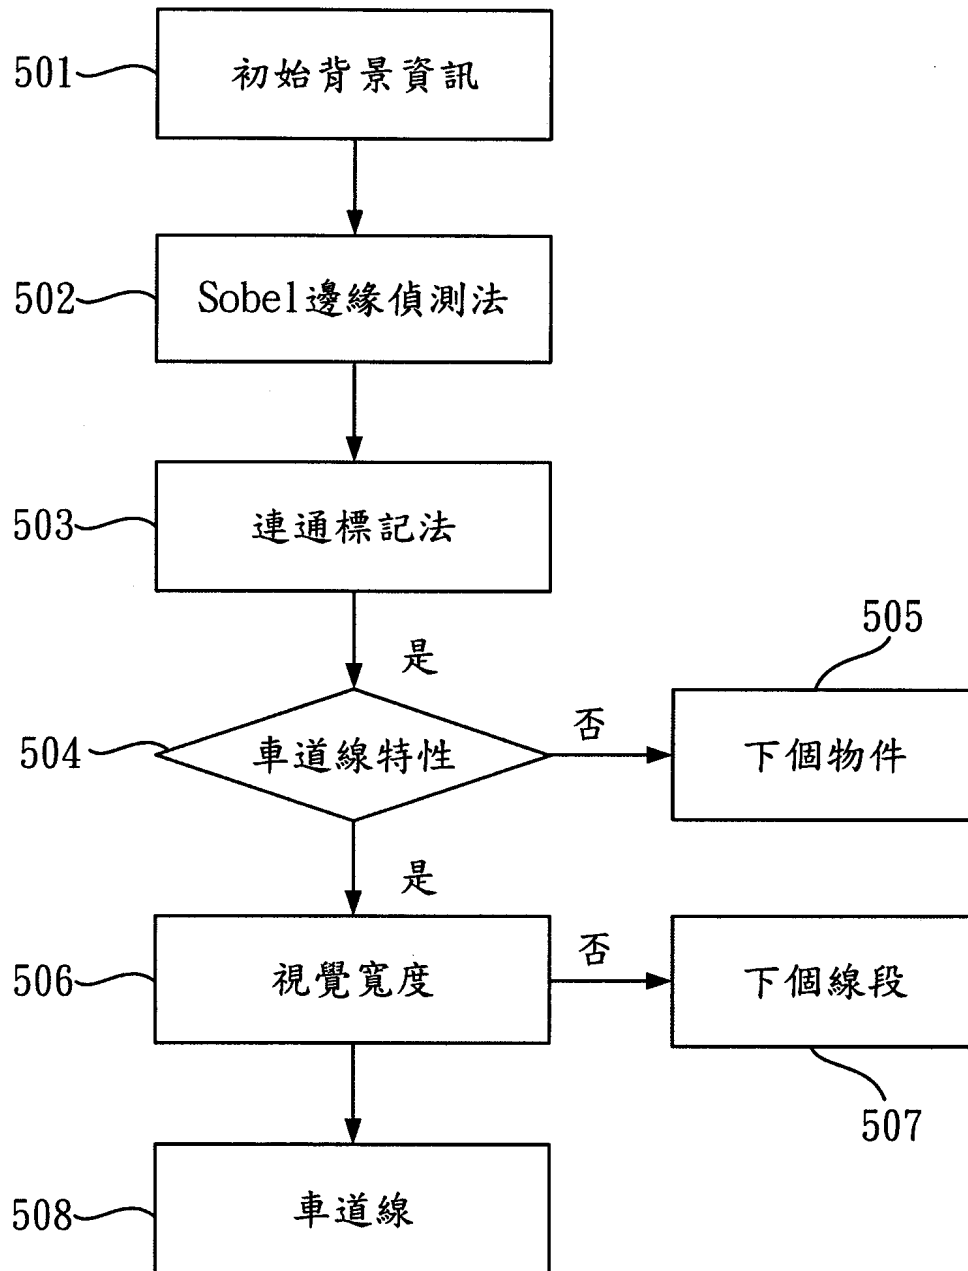 501
初始背景資訊
502
Sobel邊緣偵測法
503
連通標記法
是
505
504
車道線特性
否
下個物件
是
506
視覺寬度
否
下個線段
507
508
車道線